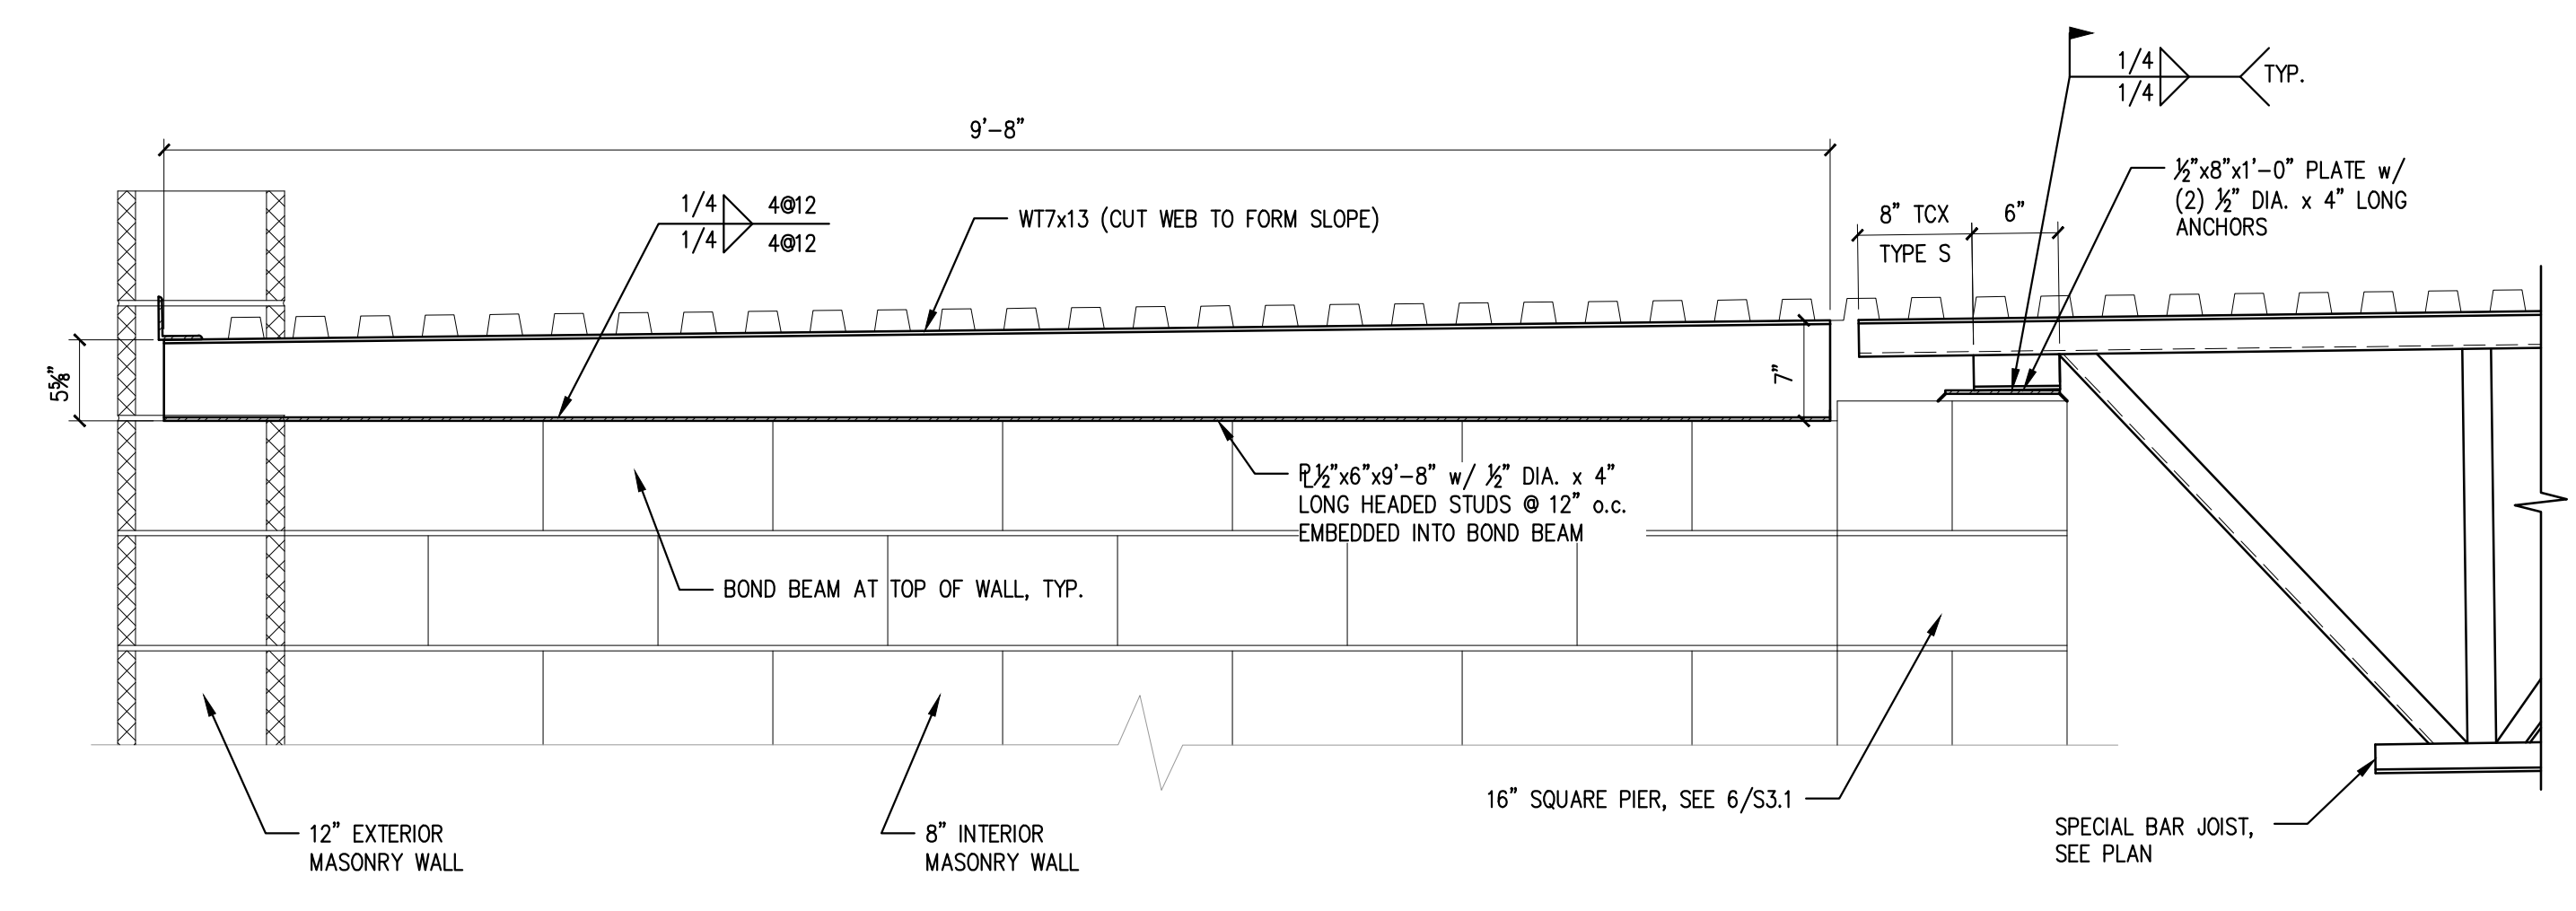 1/4
1/4
TYP.
9'-8"
½"x8"x1'-0" PLATE w/
(2) ½" DIA. x 4" LONG
ANCHORS
1/4 4@12
1/4 4@12
WT7x13 (CUT WEB TO FORM SLOPE)
8" TCX
TYPE S
6"
5⅝"
7"
PL½"x6"x9'-8" w/ ½" DIA. x 4"
LONG HEADED STUDS @ 12" o.c.
EMBEDDED INTO BOND BEAM
BOND BEAM AT TOP OF WALL, TYP.
16" SQUARE PIER, SEE 6/S3.1
12" EXTERIOR
MASONRY WALL
8" INTERIOR
MASONRY WALL
SPECIAL BAR JOIST,
SEE PLAN